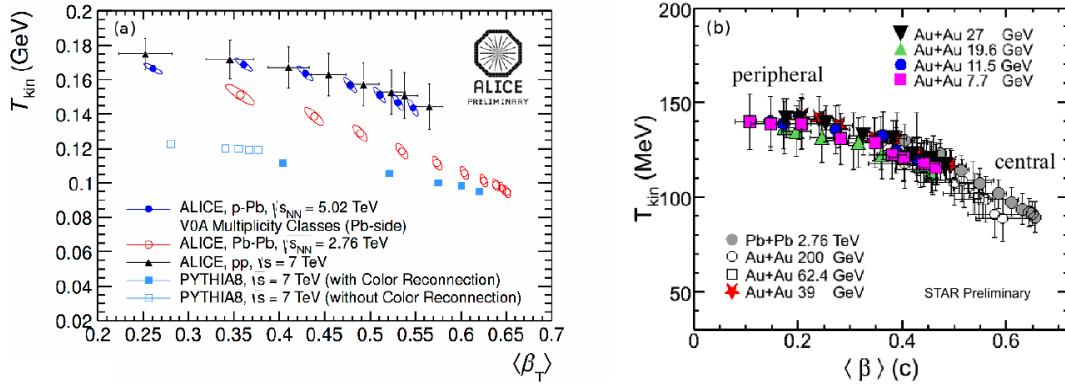 (a)
ALICE
PRELIMINARY
T_kin (GeV)
0.2
0.18
0.16
0.14
0.12
0.1
0.08
0.06
0.04
0.02
ALICE, p-Pb, √s_NN = 5.02 TeV
V0A Multiplicity Classes (Pb-side)
ALICE, Pb-Pb, √s_NN = 2.76 TeV
ALICE, pp, √s = 7 TeV
PYTHIA8, √s = 7 TeV (with Color Reconnection)
PYTHIA8, √s = 7 TeV (without Color Reconnection)
0.2 0.25 0.3 0.35 0.4 0.45 0.5 0.55 0.6 0.65 0.7
⟨β_T⟩
(b)
Au+Au 27 GeV
Au+Au 19.6 GeV
Au+Au 11.5 GeV
Au+Au 7.7 GeV
peripheral
central
T_kin (MeV)
200
150
100
50
Pb+Pb 2.76 TeV
Au+Au 200 GeV
Au+Au 62.4 GeV
Au+Au 39 GeV
STAR Preliminary
0 0.2 0.4 0.6
⟨ β ⟩ (c)